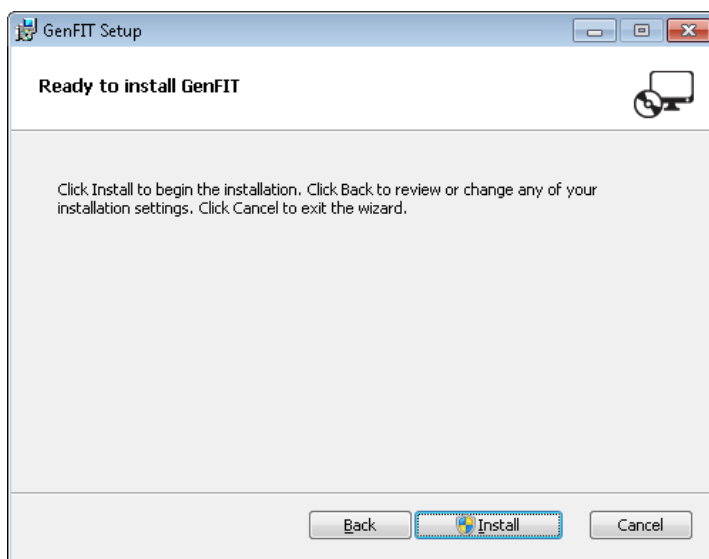 GenFIT Setup
Ready to install GenFIT
Click Install to begin the installation. Click Back to review or change any of your
installation settings. Click Cancel to exit the wizard.
Back
Install
Cancel